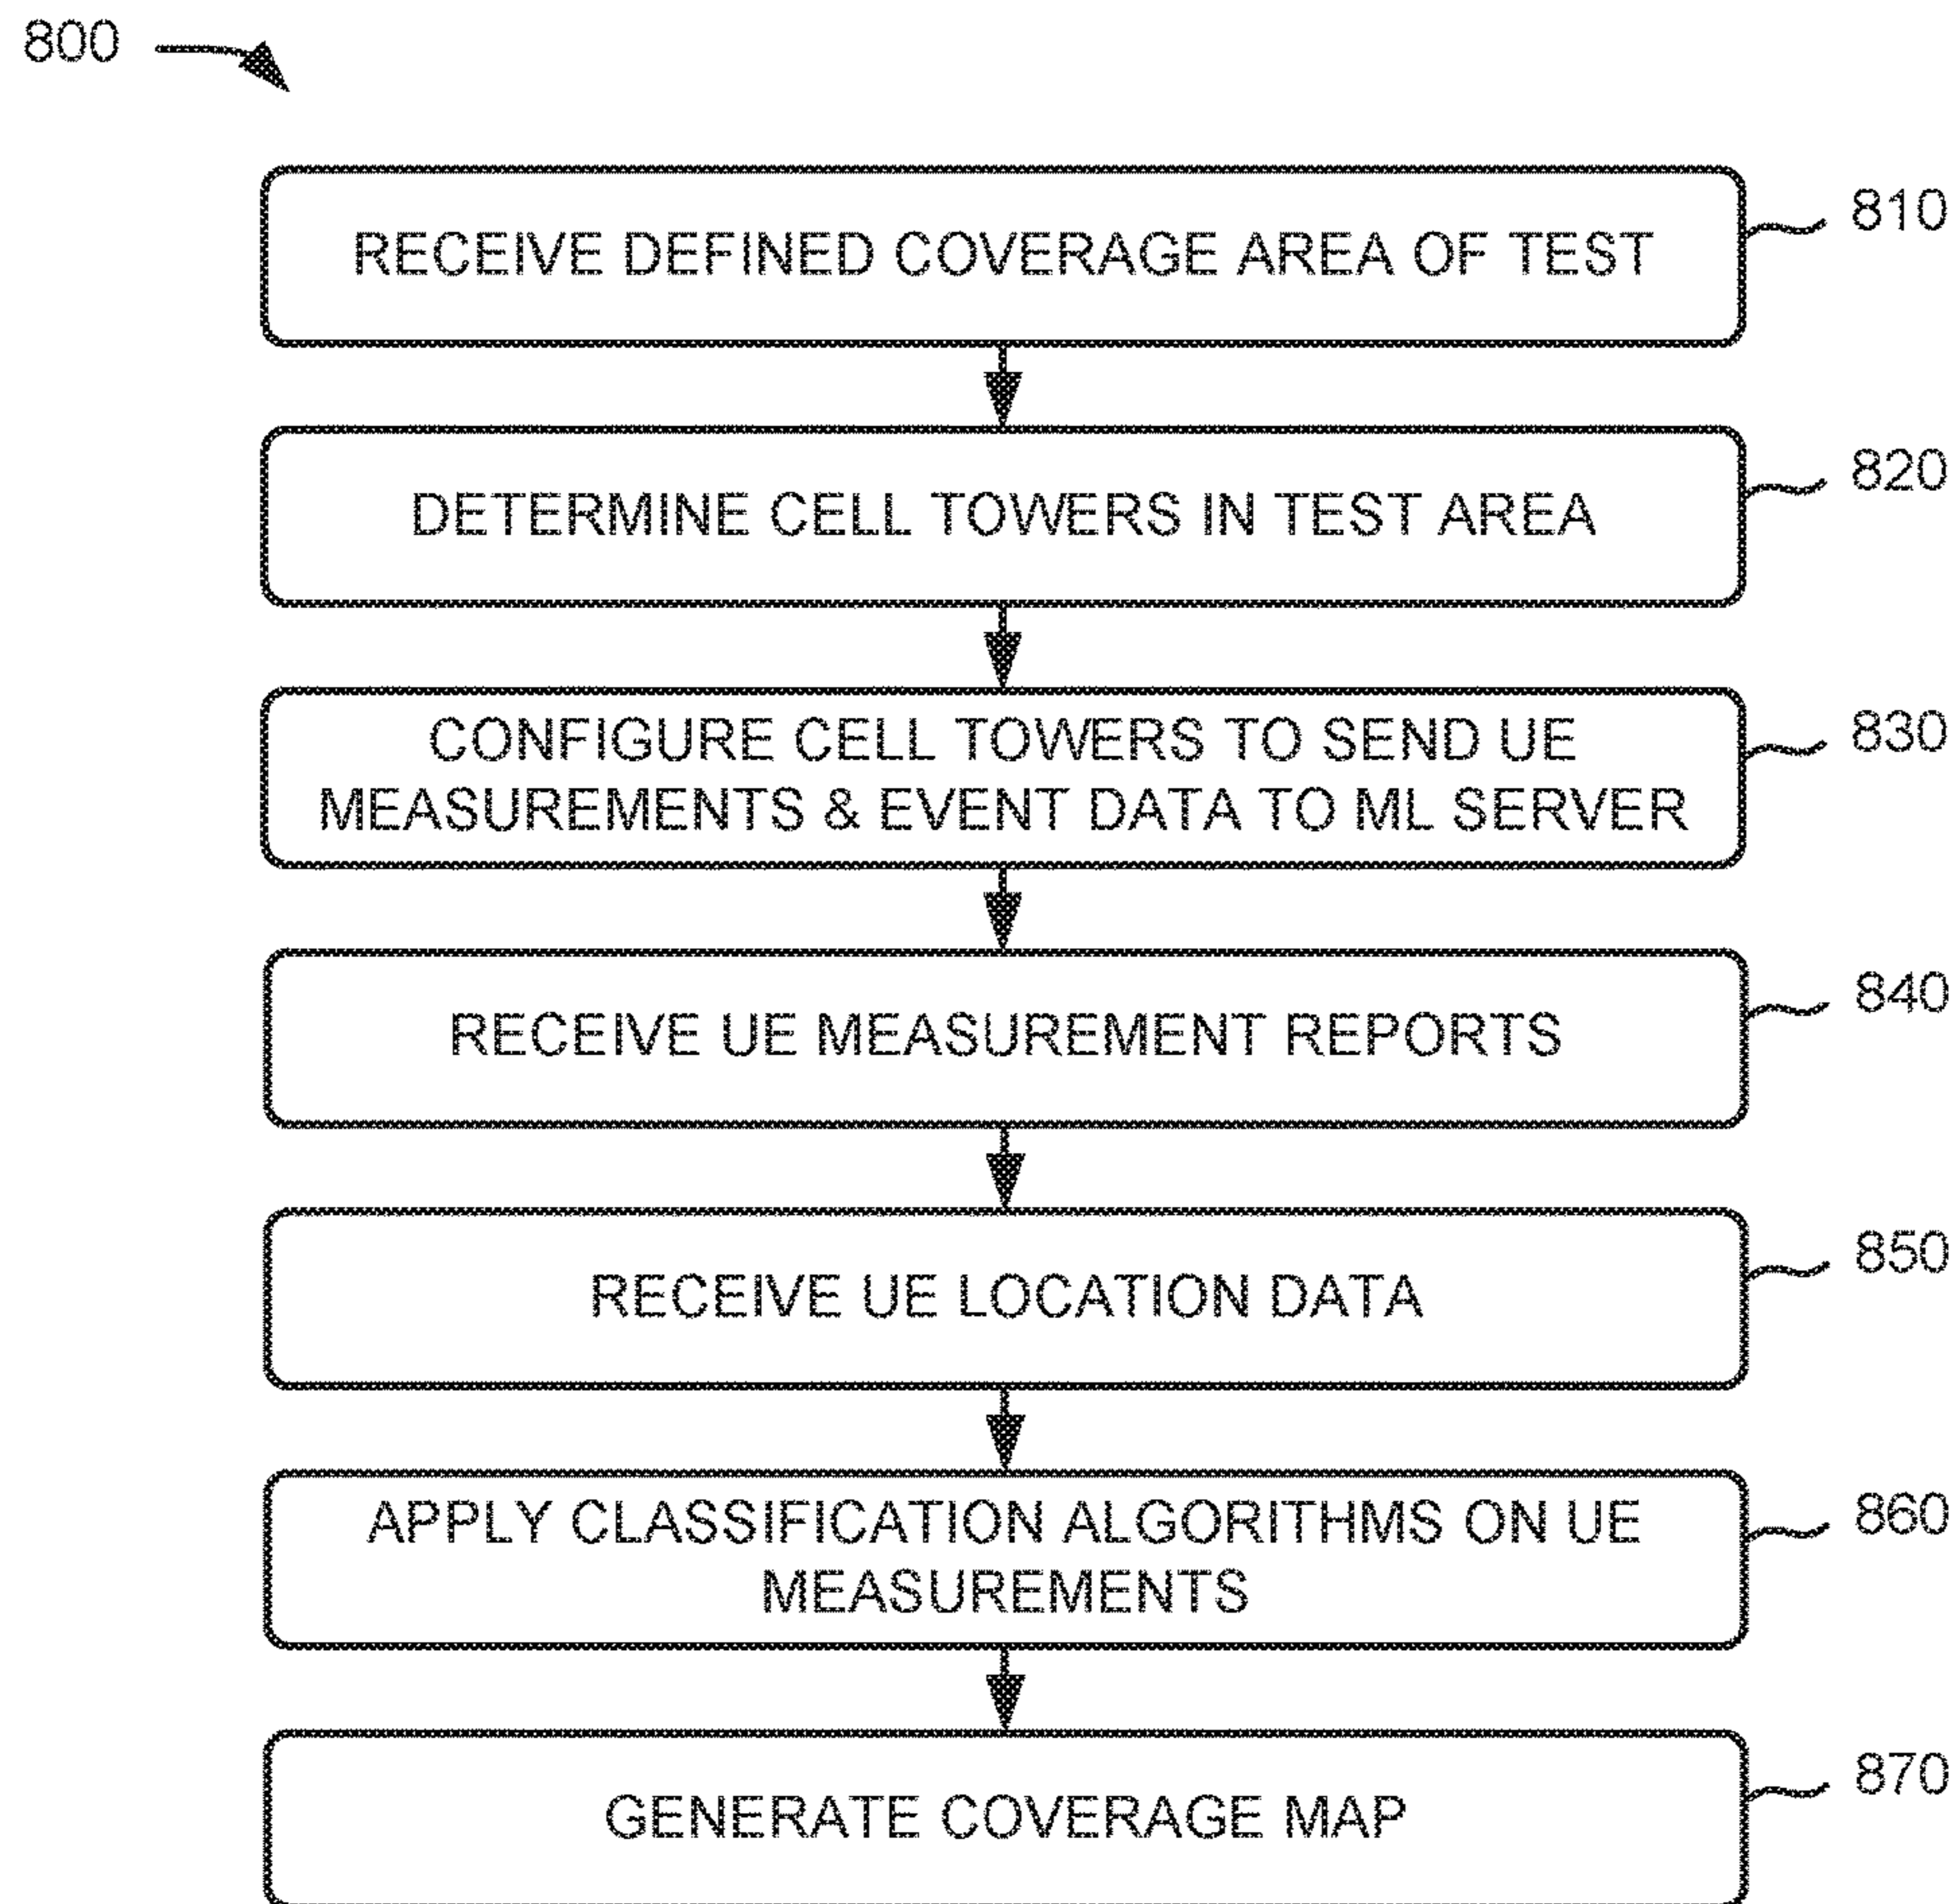 800
RECEIVE DEFINED COVERAGE AREA OF TEST
810
DETERMINE CELL TOWERS IN TEST AREA
820
CONFIGURE CELL TOWERS TO SEND UE
MEASUREMENTS & EVENT DATA TO ML SERVER
830
RECEIVE UE MEASUREMENT REPORTS
840
RECEIVE UE LOCATION DATA
850
APPLY CLASSIFICATION ALGORITHMS ON UE
MEASUREMENTS
860
GENERATE COVERAGE MAP
870